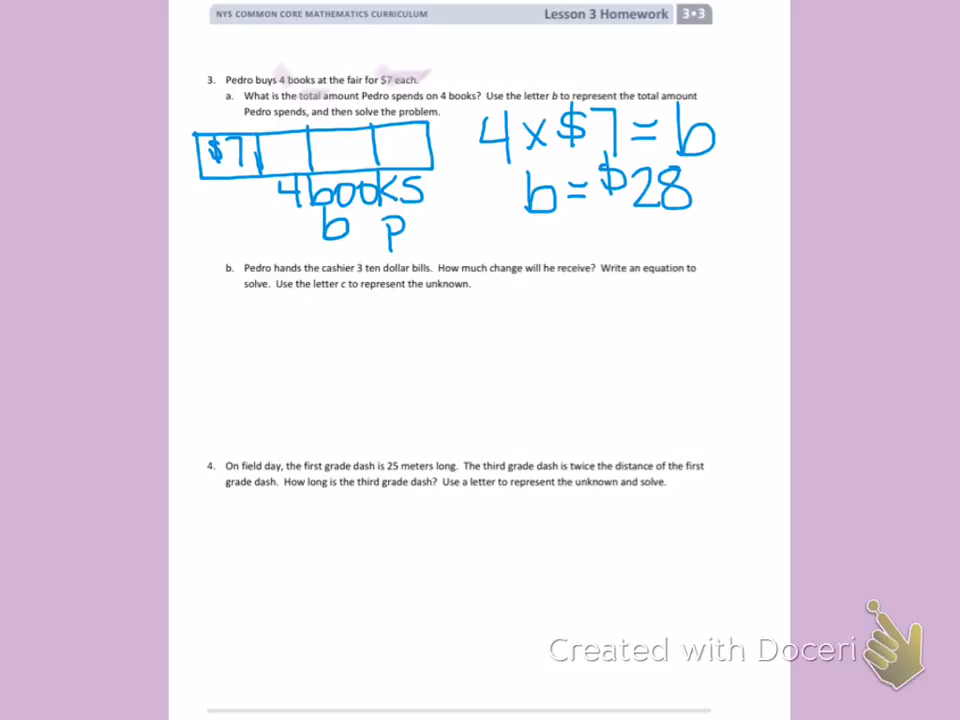 NYS COMMON CORE MATHEMATICS CURRICULUM Lesson 3 Homework 3•3
3. Pedro buys 4 books at the fair for $7 each.
a. What is the total amount Pedro spends on 4 books? Use the letter b to represent the total amount
Pedro spends, and then solve the problem.
$7
4 books
b p
4 x $7 = b
b = $28
b. Pedro hands the cashier 3 ten dollar bills. How much change will he receive? Write an equation to
solve. Use the letter c to represent the unknown.
4. On field day, the first grade dash is 25 meters long. The third grade dash is twice the distance of the first
grade dash. How long is the third grade dash? Use a letter to represent the unknown and solve.
Created with Doceri